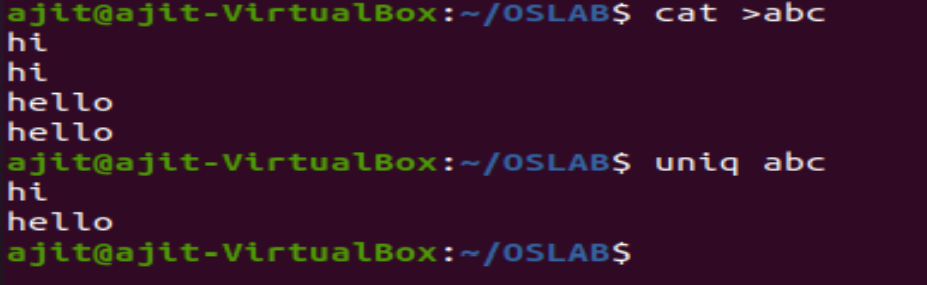 ajit@ajit-VirtualBox:~/OSLAB$ cat >abc
hi
hi
hello
hello
ajit@ajit-VirtualBox:~/OSLAB$ uniq abc
hi
hello
ajit@ajit-VirtualBox:~/OSLAB$